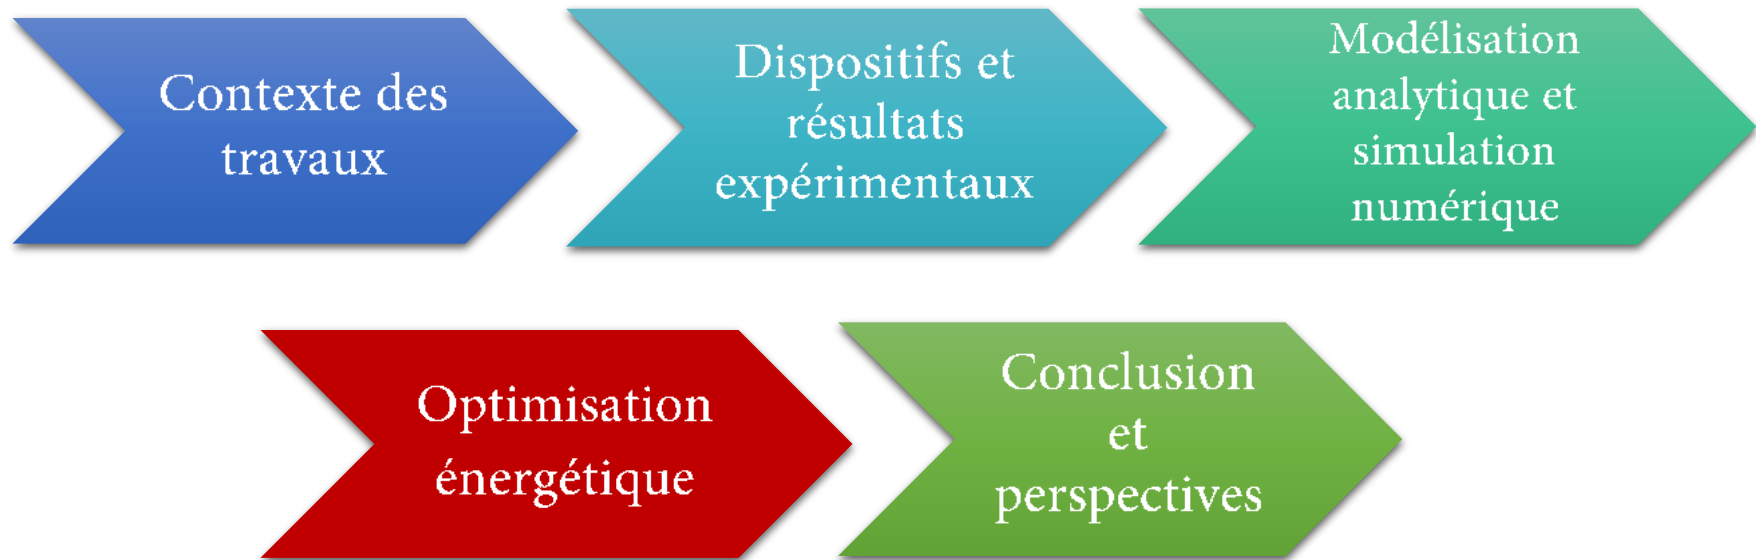 Contexte des
travaux
Dispositifs et
résultats
expérimentaux
Modélisation
analytique et
simulation
numérique
Optimisation
énergétique
Conclusion
et
perspectives